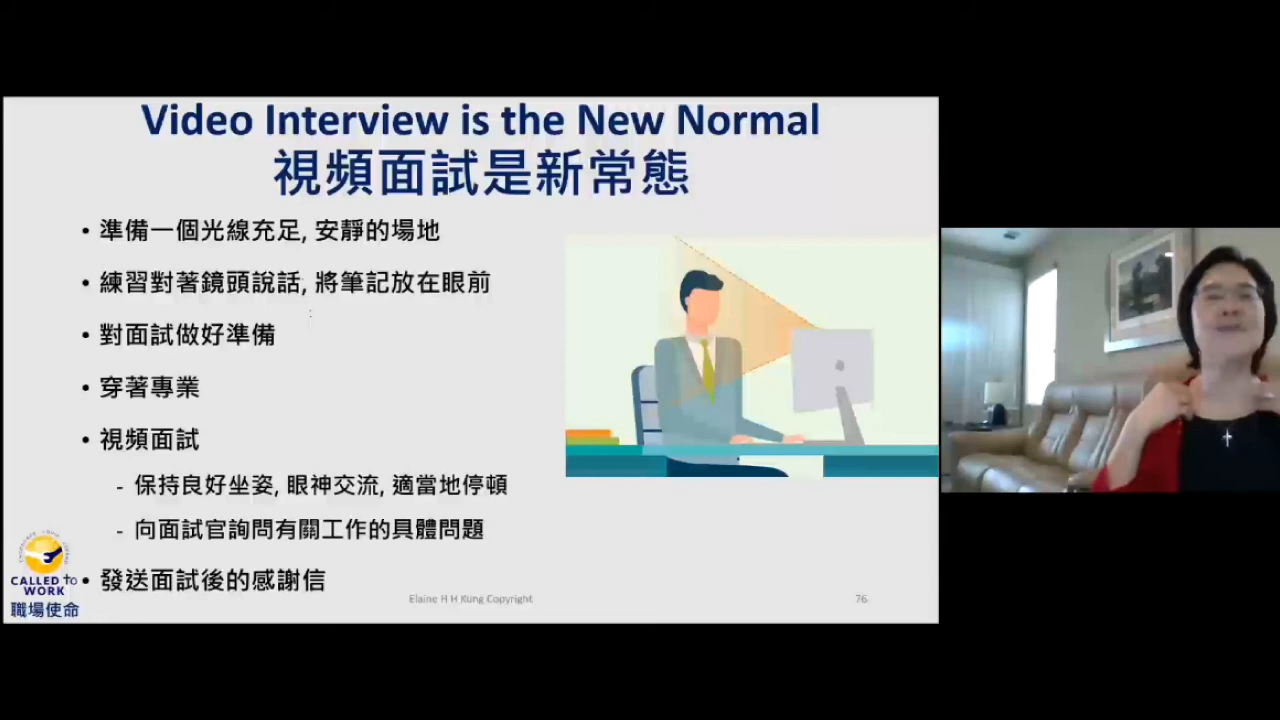 Video Interview is the New Normal
視頻面試是新常態
• 準備一個光線充足, 安靜的場地
• 練習對著鏡頭說話, 將筆記放在眼前
• 對面試做好準備
• 穿著專業
• 視頻面試
- 保持良好坐姿, 眼神交流, 適當地停頓
- 向面試官詢問有關工作的具體問題
• 發送面試後的感謝信
CALLED to
WORK
職場使命
Elaine H H Kung Copyright
76